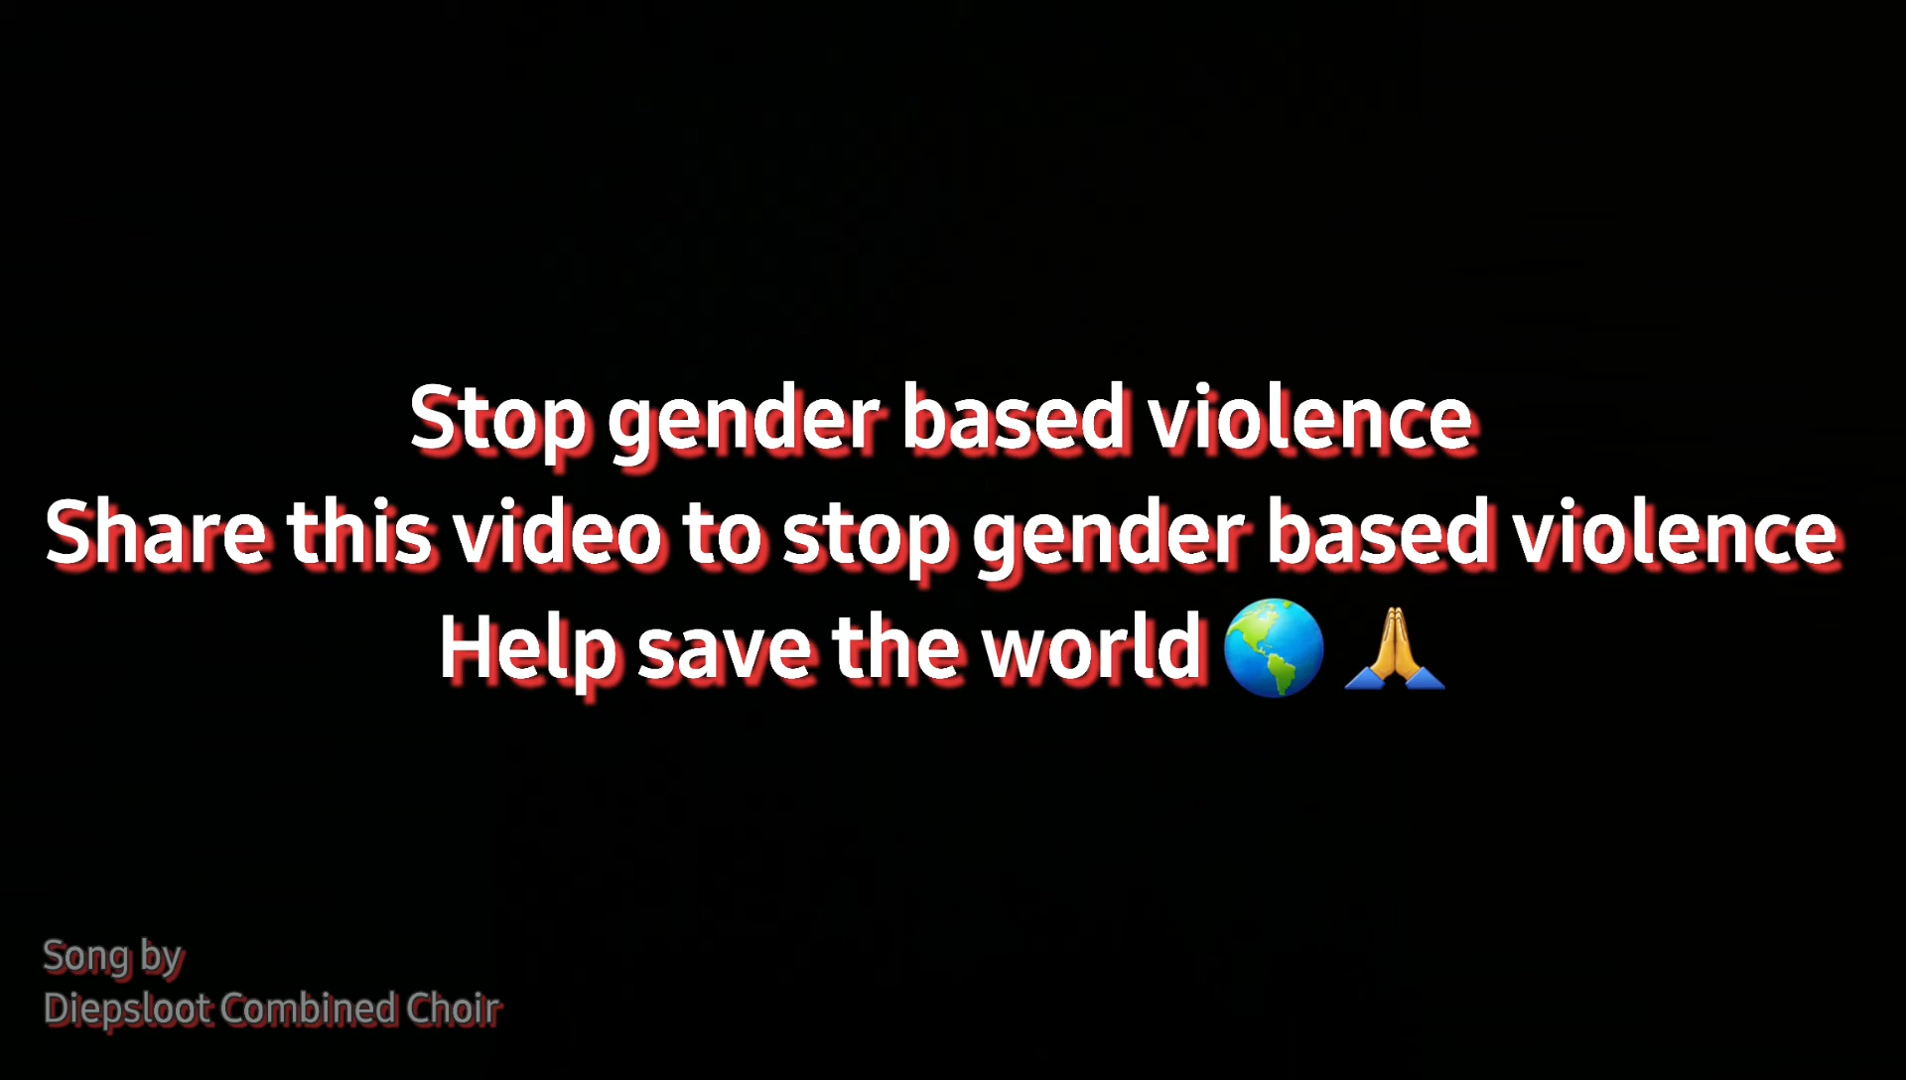 Stop gender based violence
Share this video to stop gender based violence
Help save the world 🌎 🙏
Song by
Diepsloot Combined Choir